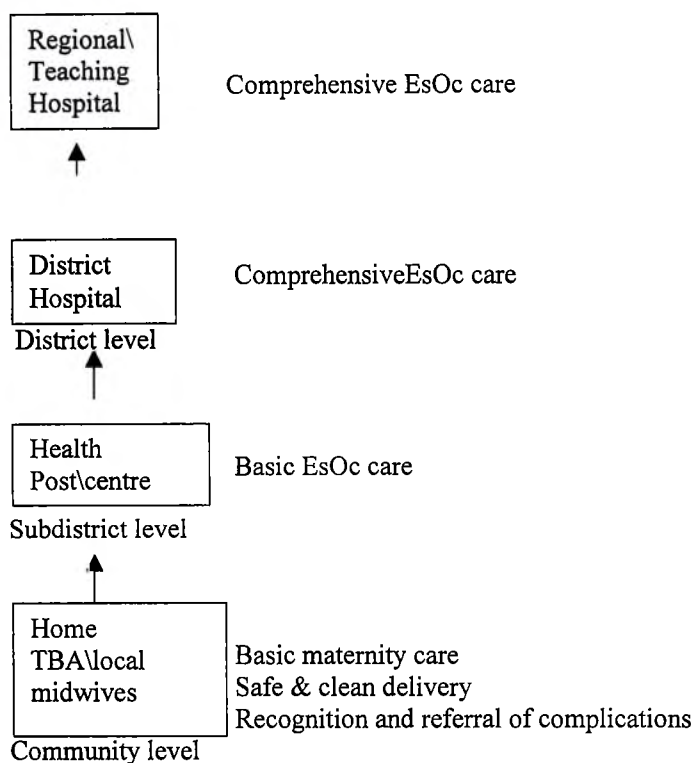 Regional\
Teaching
Hospital
Comprehensive EsOc care
District
Hospital
ComprehensiveEsOc care
District level
Health
Post\centre
Basic EsOc care
Subdistrict level
Home
TBA\local
midwives
Basic maternity care
Safe & clean delivery
Recognition and referral of complications
Community level